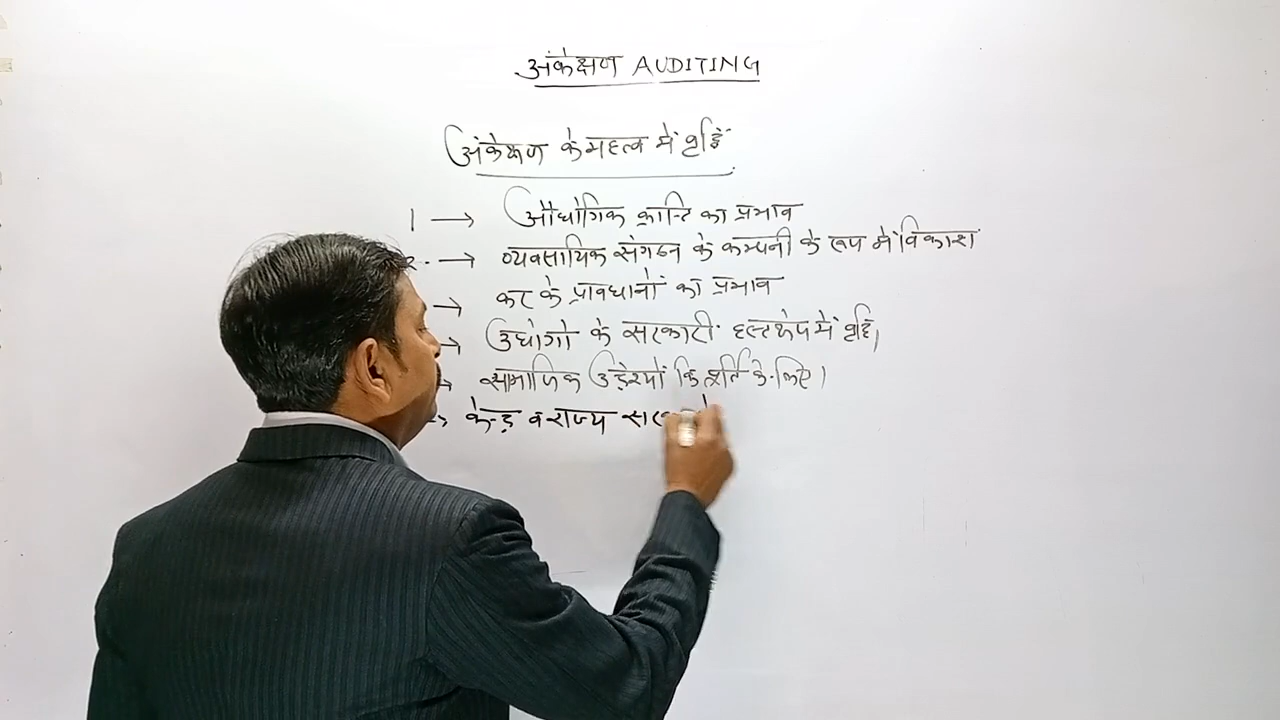 अंकेक्षण AUDITING
अंकेक्षण के महत्व में वृद्धि
1 → औद्योगिक क्रान्ति का प्रभाव
2. → व्यवसायिक संगठन के कम्पनी के रूप में विकाश
→ कर के प्रावधानों का प्रभाव
→ उद्योगो के सरकारी हस्तक्षेप में वृद्धि।
→ सामाजिक उद्देश्यों कि पूर्ति के लिए।
→ केन्द्र व राज्य